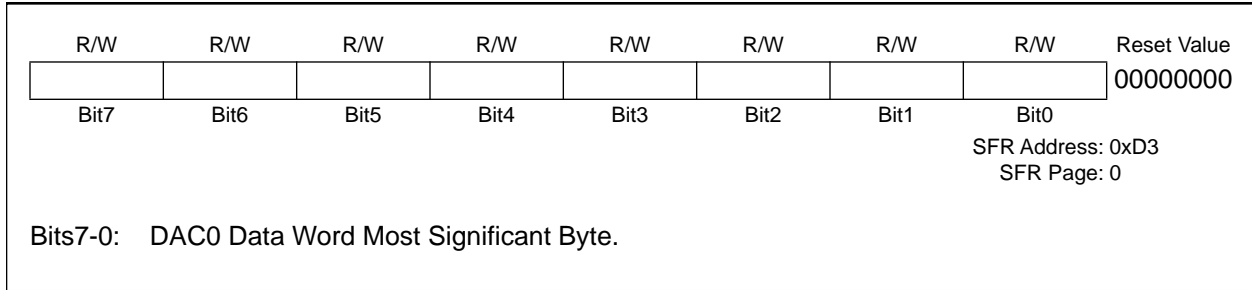 R/W R/W R/W R/W R/W R/W R/W R/W Reset Value
00000000
Bit7 Bit6 Bit5 Bit4 Bit3 Bit2 Bit1 Bit0
SFR Address: 0xD3
SFR Page: 0
Bits7-0: DAC0 Data Word Most Significant Byte.